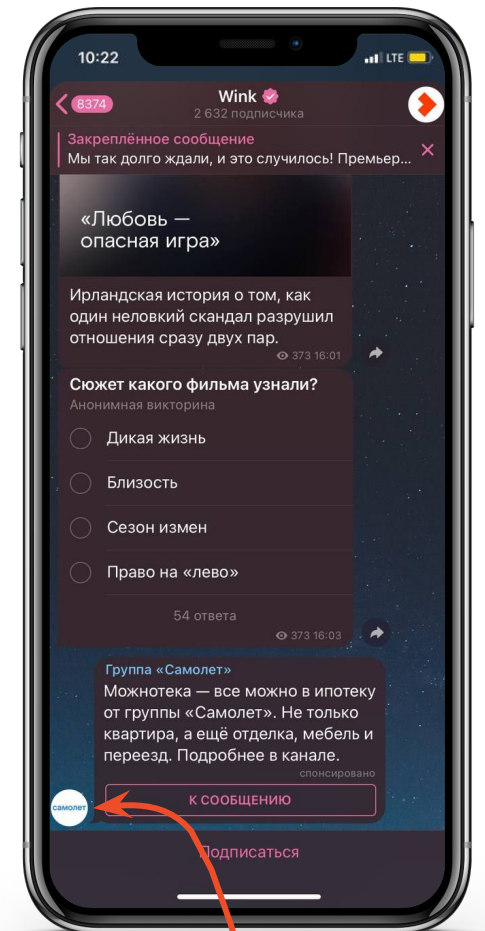 10:22
LTE
8374
Wink
2 632 подписчика
Закреплённое сообщение
Мы так долго ждали, и это случилось! Премьер...
«Любовь —
опасная игра»
Ирландская история о том, как
один неловкий скандал разрушил
отношения сразу двух пар.
373 16:01
Сюжет какого фильма узнали?
Анонимная викторина
Дикая жизнь
Близость
Сезон измен
Право на «лево»
54 ответа
373 16:03
Группа «Самолет»
Можнотека — все можно в ипотеку
от группы «Самолет». Не только
квартира, а ещё отделка, мебель и
переезд. Подробнее в канале.
спонсировано
самолет
К СООБЩЕНИЮ
Подписаться